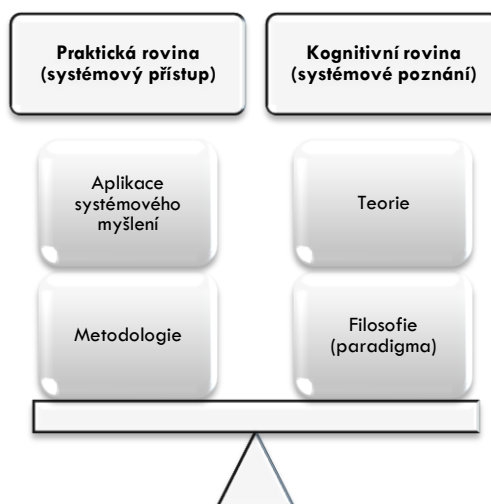 Praktická rovina
(systémový přístup)
Kognitivní rovina
(systémové poznání)
Aplikace
systémového
myšlení
Teorie
Metodologie
Filosofie
(paradigma)